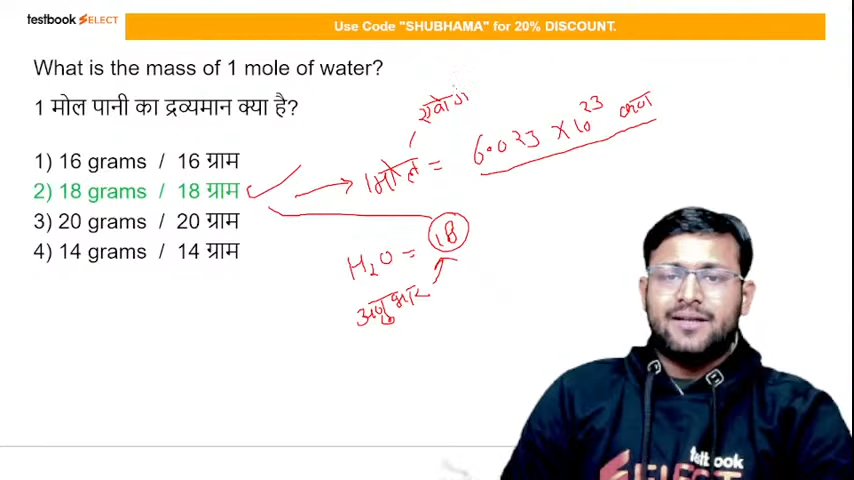 testbook SELECT
Use Code "SHUBHAMA" for 20% DISCOUNT.
What is the mass of 1 mole of water?
1 मोल पानी का द्रव्यमान क्या है?
1) 16 grams / 16 ग्राम
2) 18 grams / 18 ग्राम
3) 20 grams / 20 ग्राम
4) 14 grams / 14 ग्राम
1 मोल = 6.023 × 10²³ कण
H₂O = 18
अणुभार
testbook
SELECT